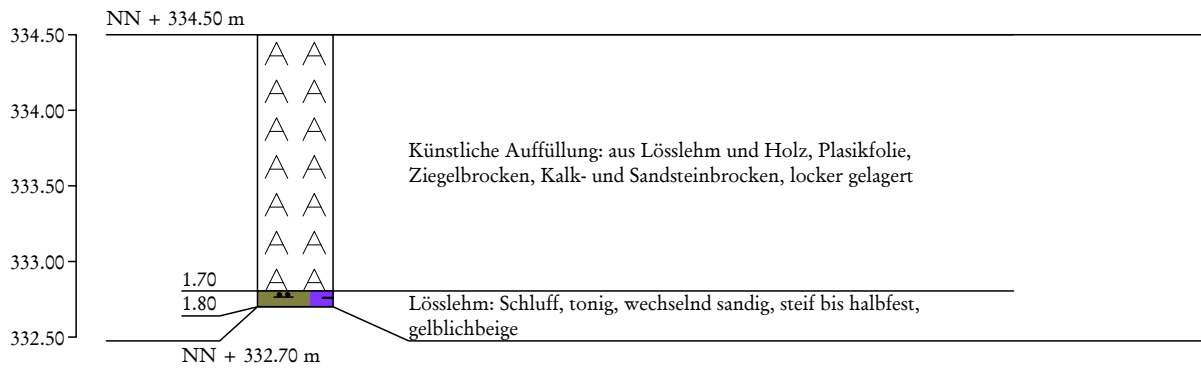 NN + 334.50 m
334.50
334.00
Künstliche Auffüllung: aus Lösslehm und Holz, Plasikfolie,
Ziegelbrocken, Kalk- und Sandsteinbrocken, locker gelagert
333.50
333.00
1.70
1.80
Lösslehm: Schluff, tonig, wechselnd sandig, steif bis halbfest,
gelblichbeige
332.50
NN + 332.70 m
A A
A A
A A
A A
A A
A A
A A